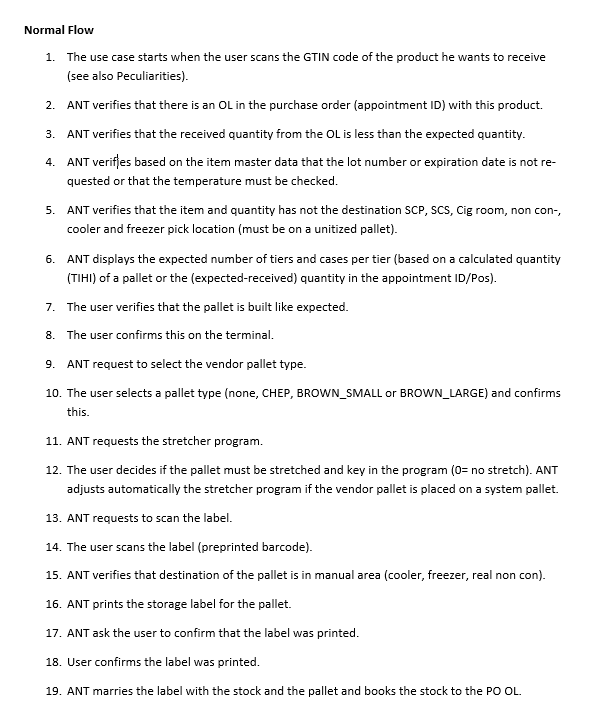 Normal Flow
1. The use case starts when the user scans the GTIN code of the product he wants to receive
(see also Peculiarities).
2. ANT verifies that there is an OL in the purchase order (appointment ID) with this product.
3. ANT verifies that the received quantity from the OL is less than the expected quantity.
4. ANT verifies based on the item master data that the lot number or expiration date is not re-
quested or that the temperature must be checked.
5. ANT verifies that the item and quantity has not the destination SCP, SCS, Cig room, non con-,
cooler and freezer pick location (must be on a unitized pallet).
6. ANT displays the expected number of tiers and cases per tier (based on a calculated quantity
(TIHI) of a pallet or the (expected-received) quantity in the appointment ID/Pos).
7. The user verifies that the pallet is built like expected.
8. The user confirms this on the terminal.
9. ANT request to select the vendor pallet type.
10. The user selects a pallet type (none, CHEP, BROWN_SMALL or BROWN_LARGE) and confirms
this.
11. ANT requests the stretcher program.
12. The user decides if the pallet must be stretched and key in the program (0= no stretch). ANT
adjusts automatically the stretcher program if the vendor pallet is placed on a system pallet.
13. ANT requests to scan the label.
14. The user scans the label (preprinted barcode).
15. ANT verifies that destination of the pallet is in manual area (cooler, freezer, real non con).
16. ANT prints the storage label for the pallet.
17. ANT ask the user to confirm that the label was printed.
18. User confirms the label was printed.
19. ANT marries the label with the stock and the pallet and books the stock to the PO OL.